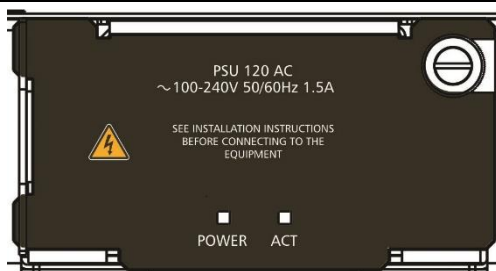 PSU 120 AC
~100-240V 50/60Hz 1.5A
SEE INSTALLATION INSTRUCTIONS
BEFORE CONNECTING TO THE
EQUIPMENT
POWER ACT